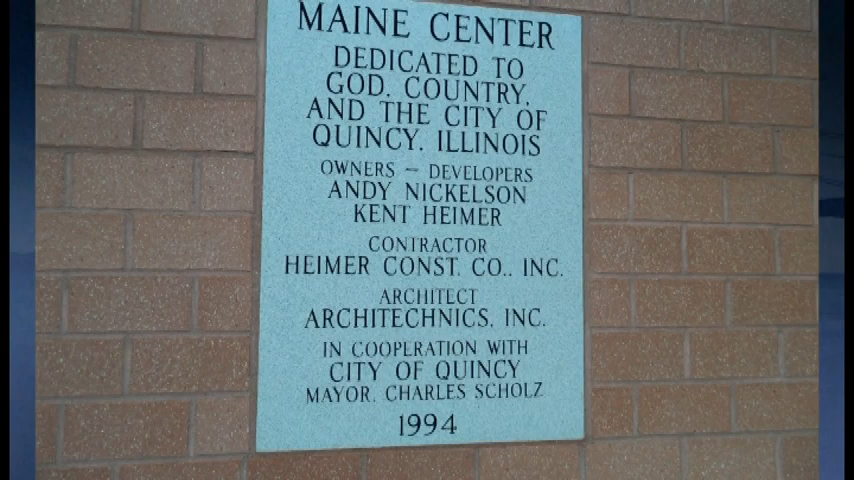 MAINE CENTER
DEDICATED TO
GOD, COUNTRY,
AND THE CITY OF
QUINCY, ILLINOIS
OWNERS - DEVELOPERS
ANDY NICKELSON
KENT HEIMER
CONTRACTOR
HEIMER CONST. CO., INC.
ARCHITECT
ARCHITECHNICS, INC.
IN COOPERATION WITH
CITY OF QUINCY
MAYOR, CHARLES SCHOLZ
1994